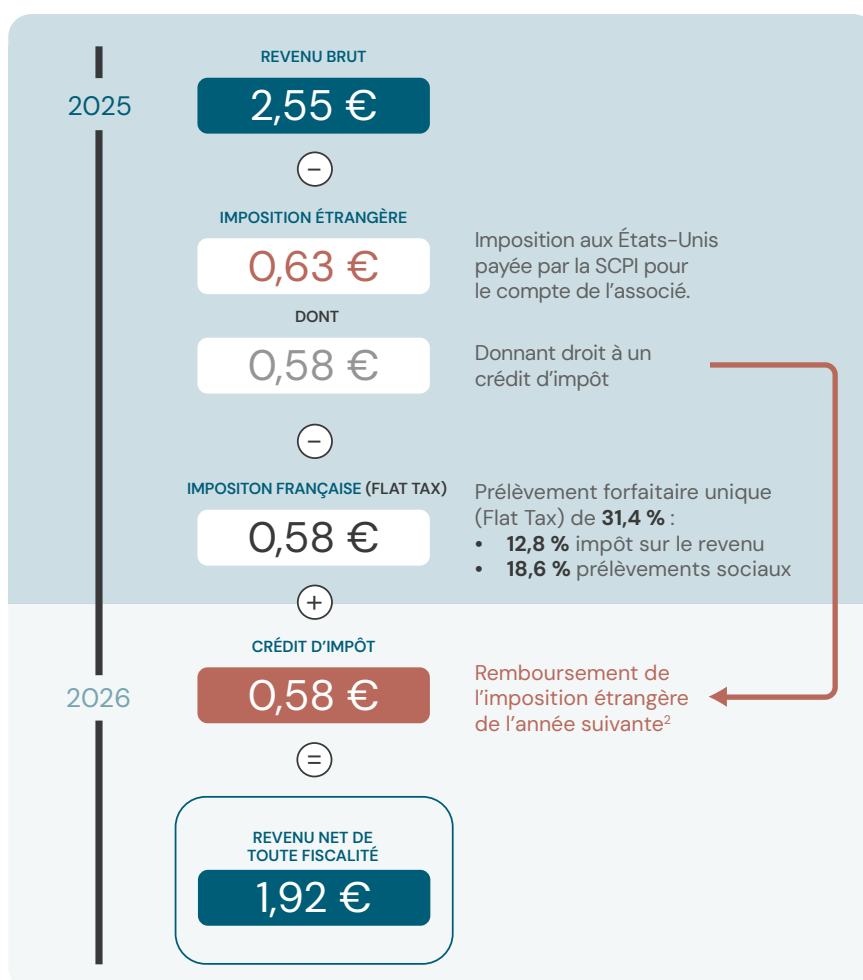 REVENU BRUT
2025
2,55 €
−
IMPOSITION ÉTRANGÈRE
0,63 €
Imposition aux États-Unis
payée par la SCPI pour
le compte de l’associé.
DONT
0,58 €
Donnant droit à un
crédit d’impôt
−
IMPOSITON FRANÇAISE (FLAT TAX)
0,58 €
Prélèvement forfaitaire unique
(Flat Tax) de 31,4 % :
• 12,8 % impôt sur le revenu
• 18,6 % prélèvements sociaux
+
CRÉDIT D’IMPÔT
2026
0,58 €
Remboursement de
l’imposition étrangère
de l’année suivante²
=
REVENU NET DE
TOUTE FISCALITÉ
1,92 €